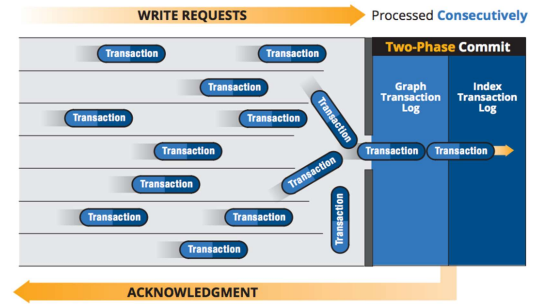 WRITE REQUESTS
Processed Consecutively
Two-Phase Commit
Transaction
Transaction
Graph
Transaction
Log
Index
Transaction
Log
Transaction
Transaction
Transaction
Transaction
Transaction
Transaction
Transaction
Transaction
Transaction
Transaction
Transaction
Transaction
Transaction
Transaction
ACKNOWLEDGMENT